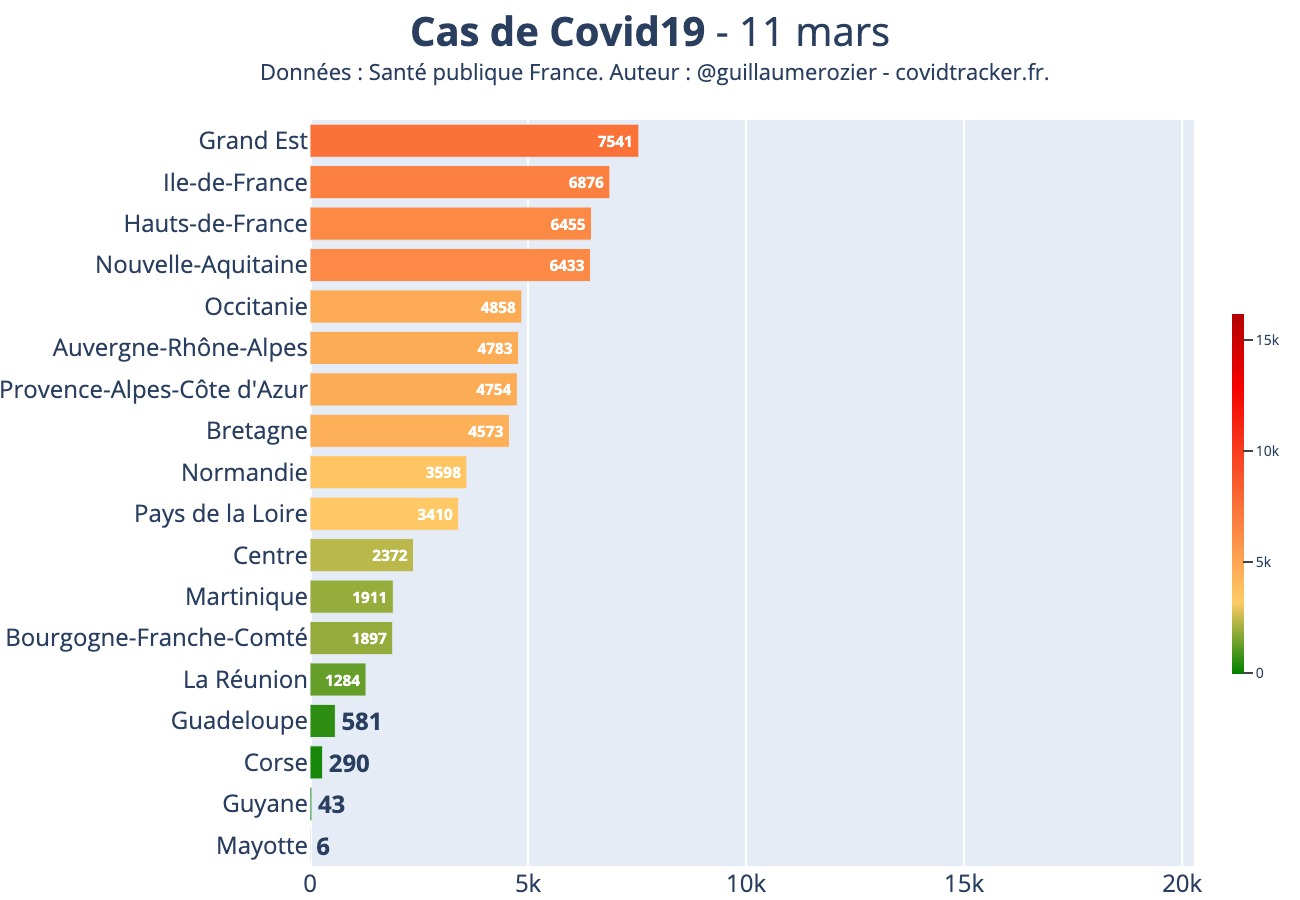 Cas de Covid19 - 11 mars
Données : Santé publique France. Auteur : @guillaumerozier - covidtracker.fr.
Grand Est 7541
Ile-de-France 6876
Hauts-de-France 6455
Nouvelle-Aquitaine 6433
Occitanie 4858
Auvergne-Rhône-Alpes 4783
Provence-Alpes-Côte d'Azur 4754
Bretagne 4573
Normandie 3598
Pays de la Loire 3410
Centre 2372
Martinique 1911
Bourgogne-Franche-Comté 1897
La Réunion 1284
Guadeloupe 581
Corse 290
Guyane 43
Mayotte 6
0 5k 10k 15k 20k
15k
10k
5k
0